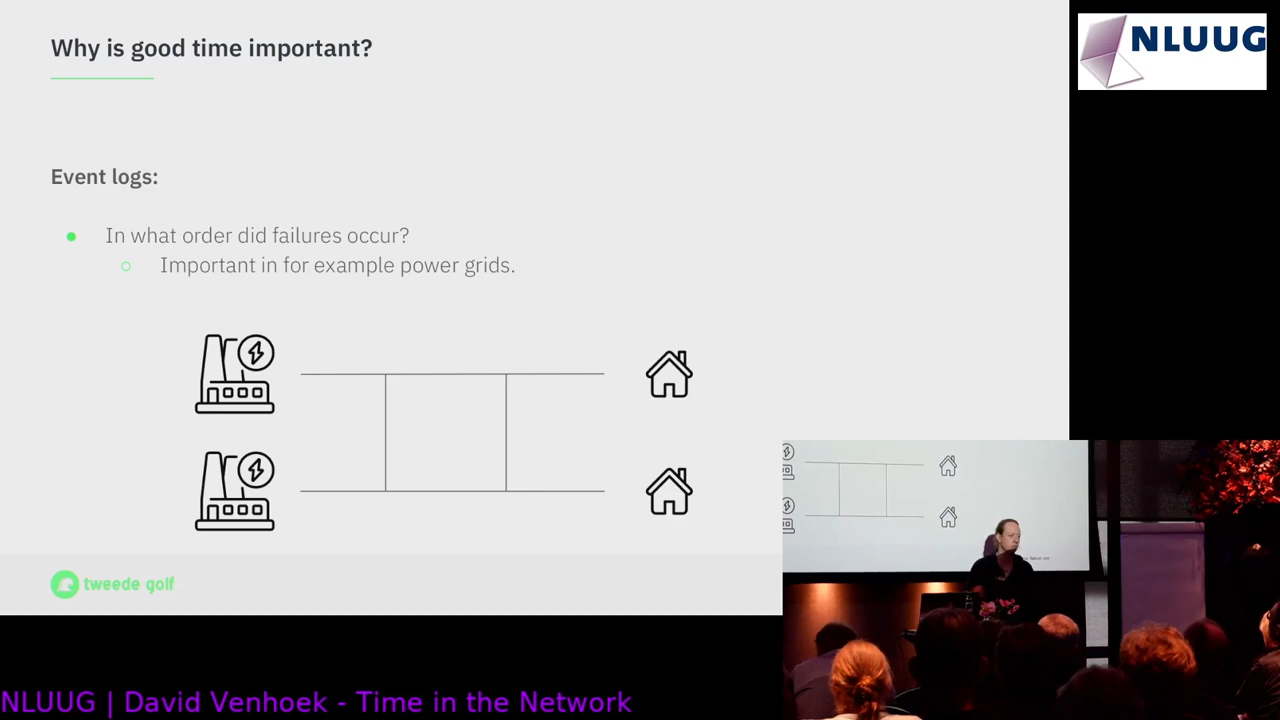 Why is good time important?
NLUUG
Event logs:
In what order did failures occur?
Important in for example power grids.
tweede golf
NLUUG | David Venhoek - Time in the Network